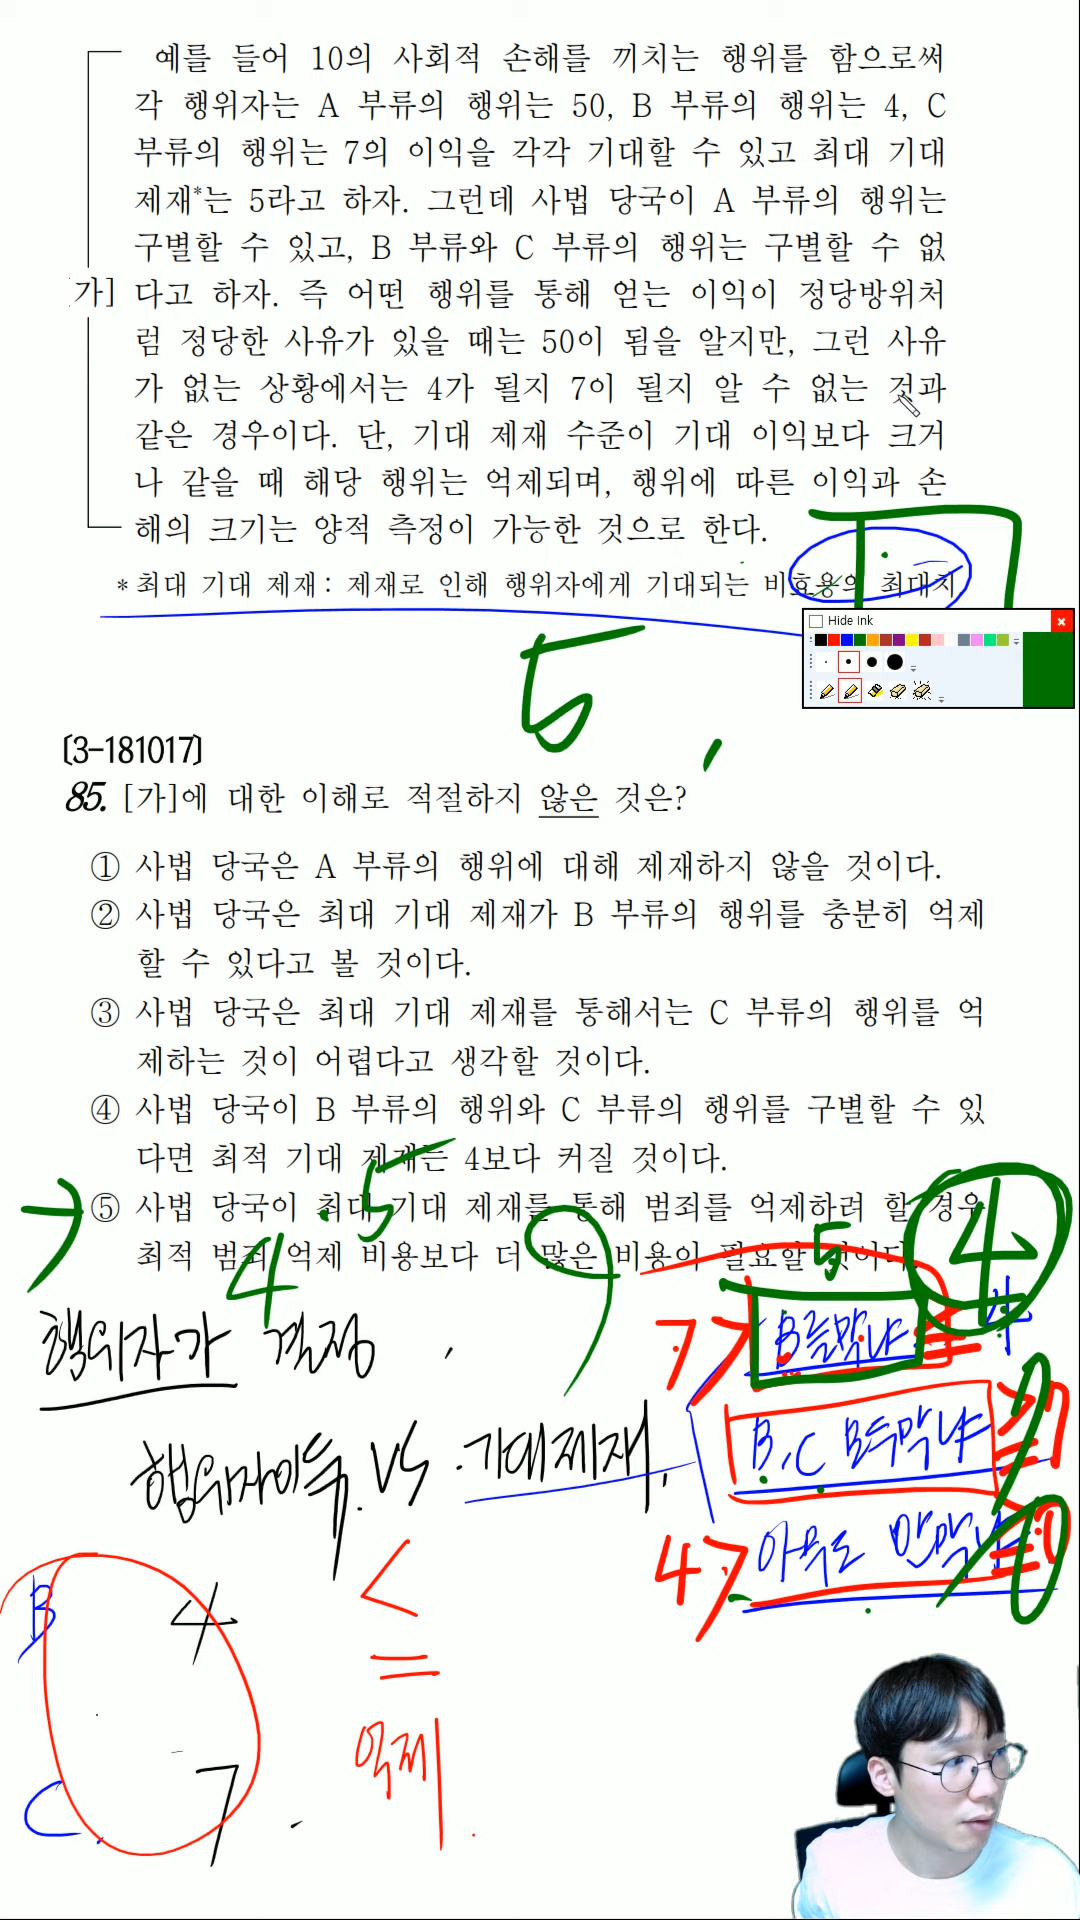 예를 들어 10의 사회적 손해를 끼치는 행위를 함으로써
각 행위자는 A 부류의 행위는 50, B 부류의 행위는 4, C
부류의 행위는 7의 이익을 각각 기대할 수 있고 최대 기대
제재*는 5라고 하자. 그런데 사법 당국이 A 부류의 행위는
구별할 수 있고, B 부류와 C 부류의 행위는 구별할 수 없
[가] 다고 하자. 즉 어떤 행위를 통해 얻는 이익이 정당방위처
럼 정당한 사유가 있을 때는 50이 됨을 알지만, 그런 사유
가 없는 상황에서는 4가 될지 7이 될지 알 수 없는 것과
같은 경우이다. 단, 기대 제재 수준이 기대 이익보다 크거
나 같을 때 해당 행위는 억제되며, 행위에 따른 이익과 손
해의 크기는 양적 측정이 가능한 것으로 한다.
* 최대 기대 제재 : 제재로 인해 행위자에게 기대되는 비효용의 최대치
Hide Ink
5
[3-181017]
85. [가]에 대한 이해로 적절하지 않은 것은?
① 사법 당국은 A 부류의 행위에 대해 제재하지 않을 것이다.
② 사법 당국은 최대 기대 제재가 B 부류의 행위를 충분히 억제
할 수 있다고 볼 것이다.
③ 사법 당국은 최대 기대 제재를 통해서는 C 부류의 행위를 억
제하는 것이 어렵다고 생각할 것이다.
④ 사법 당국이 B 부류의 행위와 C 부류의 행위를 구별할 수 있
다면 최적 기대 제재는 4보다 커질 것이다.
⑤ 사법 당국이 최대 기대 제재를 통해 범죄를 억제하려 할 경우
최적 범죄 억제 비용보다 더 많은 비용이 필요할 것이다.
7 4 5 9 5 4
행위자가 결정
7 B를 막냐 = 4
행위자이득 VS 기대제재
B, C 모두 막냐 = 7
47 아무도 안막냐 = 0
B 4 <
=
억제
C 7